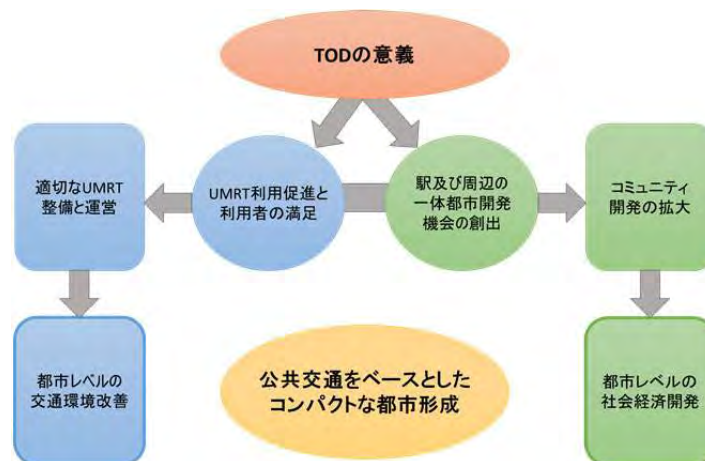 TODの意義
適切なUMRT
整備と運営
UMRT利用促進と
利用者の満足
駅及び周辺の
一体都市開発
機会の創出
コミュニティ
開発の拡大
都市レベルの
交通環境改善
公共交通をベースとした
コンパクトな都市形成
都市レベルの
社会経済開発